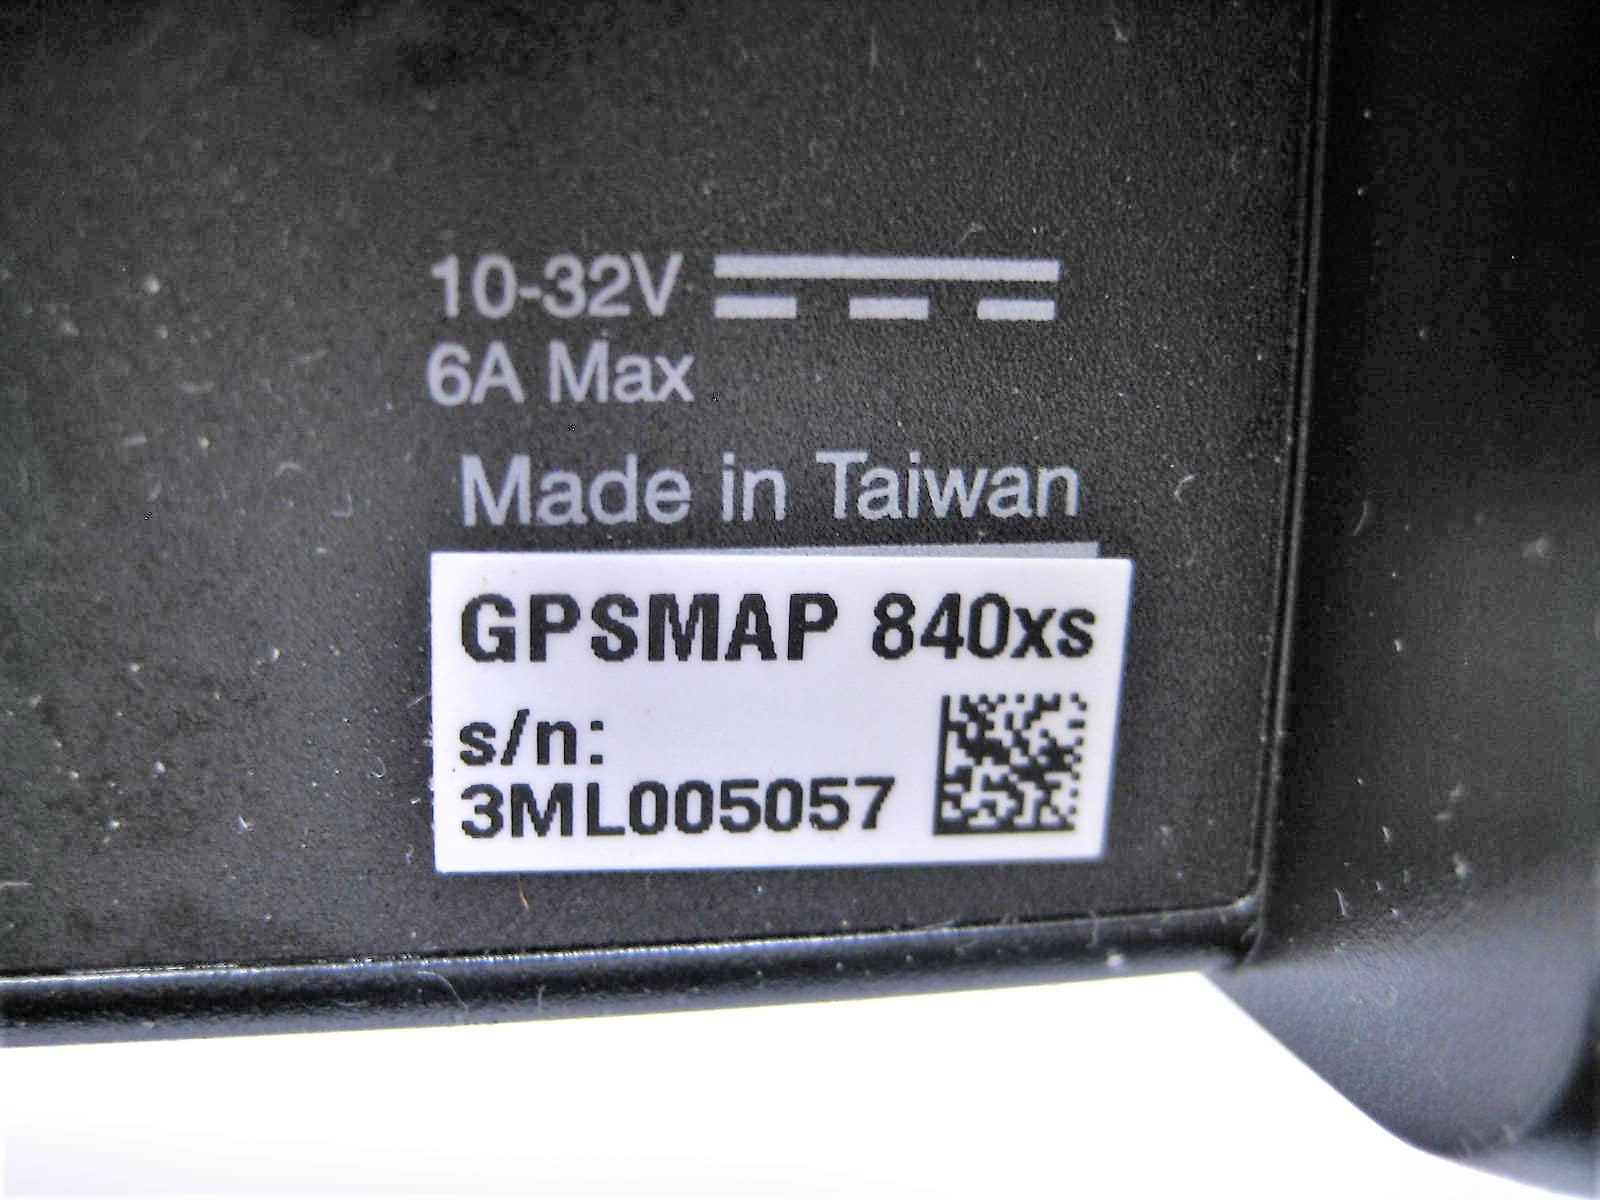 10-32V
6A Max
Made in Taiwan
GPSMAP 840xs
s/n:
3ML005057